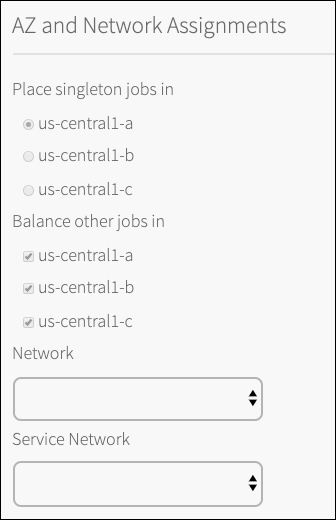 AZ and Network Assignments
Place singleton jobs in
us-central1-a
us-central1-b
us-central1-c
Balance other jobs in
us-central1-a
us-central1-b
us-central1-c
Network
Service Network